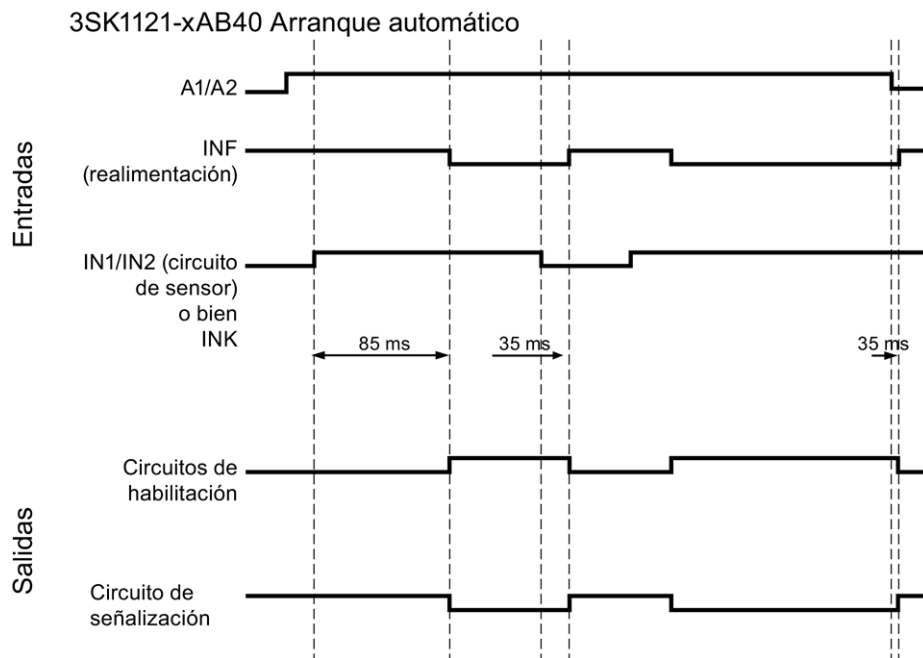 3SK1121-xAB40 Arranque automático
Entradas
A1/A2
INF
(realimentación)
IN1/IN2 (circuito
de sensor)
o bien
INK
85 ms
35 ms
35 ms
Salidas
Circuitos de
habilitación
Circuito de
señalización